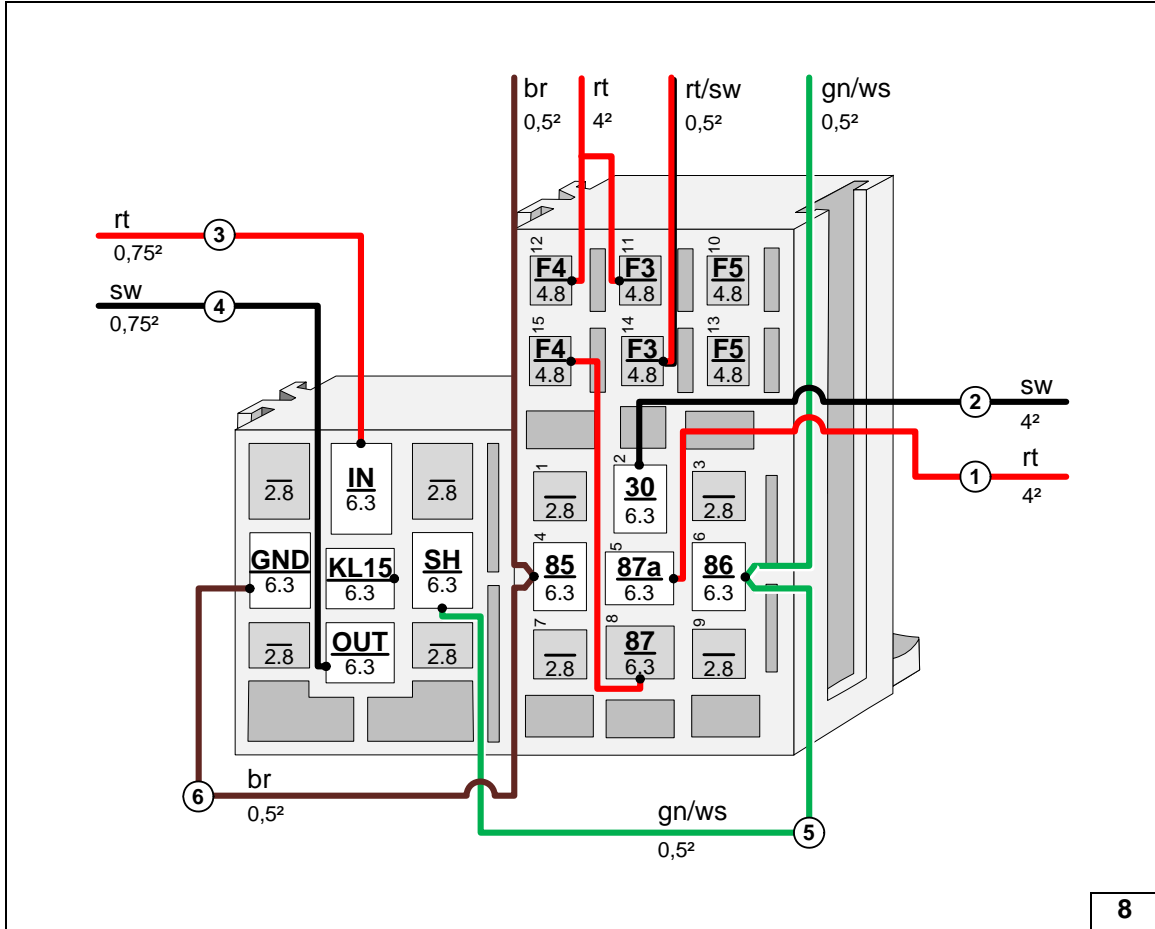 br rt rt/sw gn/ws
0,5² 4² 0,5² 0,5²
rt 3
0,75²
sw 4
0,75²
12 11 10
F4 F3 F5
4.8 4.8 4.8
15 14 13
F4 F3 F5
4.8 4.8 4.8
2 sw
4²
1 rt
4²
1 2 3
2.8 IN 6.3 2.8 2.8 30 6.3 2.8
4 5 6
GND KL15 SH 85 87a 86
6.3 6.3 6.3 6.3 6.3 6.3
7 8 9
2.8 OUT 6.3 2.8 2.8 87 6.3 2.8
6 br
0,5²
gn/ws 5
0,5²
8